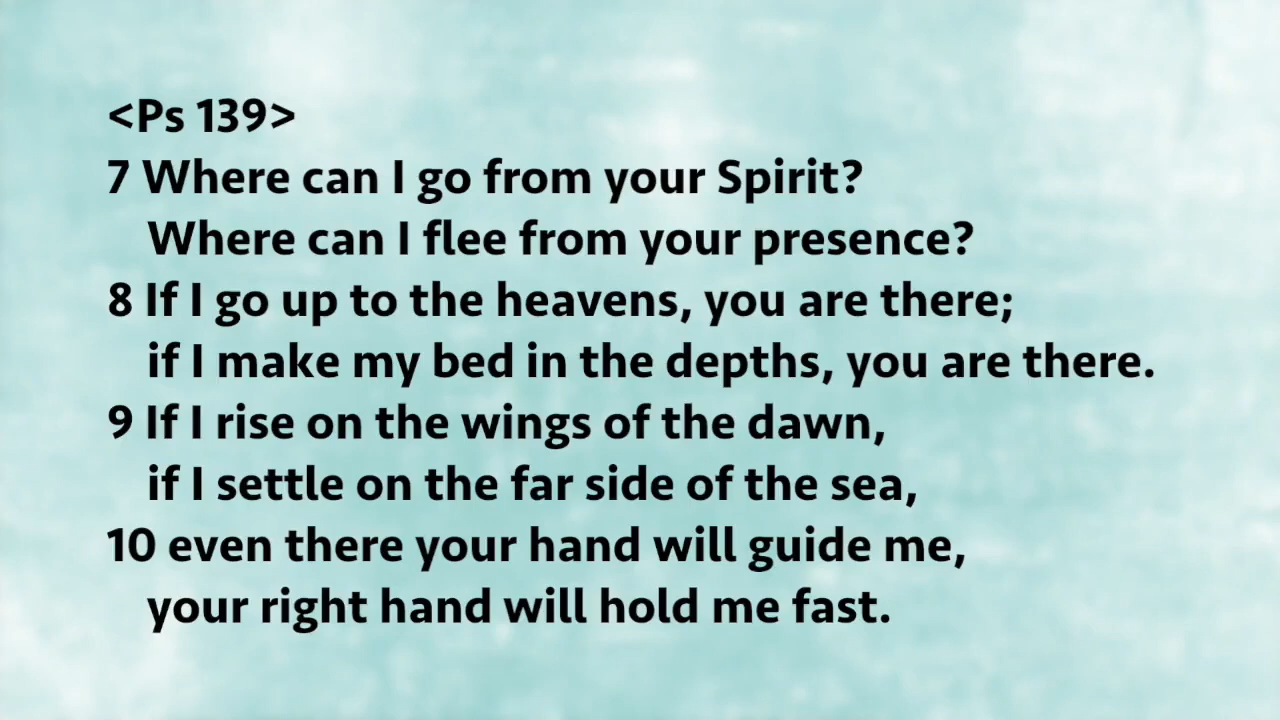 <Ps 139>
7 Where can I go from your Spirit?
Where can I flee from your presence?
8 If I go up to the heavens, you are there;
if I make my bed in the depths, you are there.
9 If I rise on the wings of the dawn,
if I settle on the far side of the sea,
10 even there your hand will guide me,
your right hand will hold me fast.